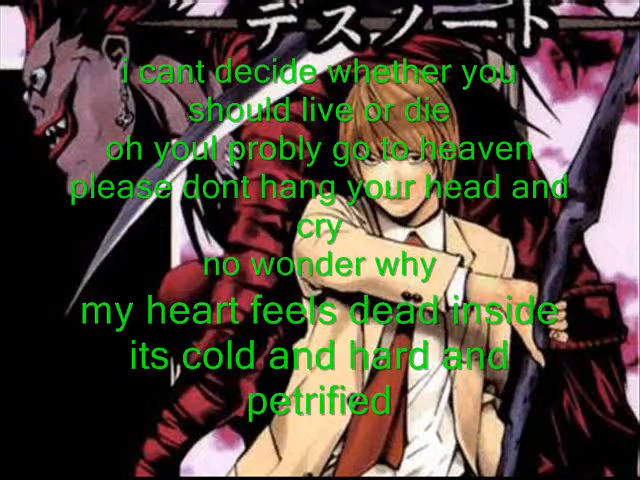 デスノート
i cant decide whether you
should live or die
oh youl probly go to heaven
please dont hang your head and
cry
no wonder why
my heart feels dead inside
its cold and hard and
petrified